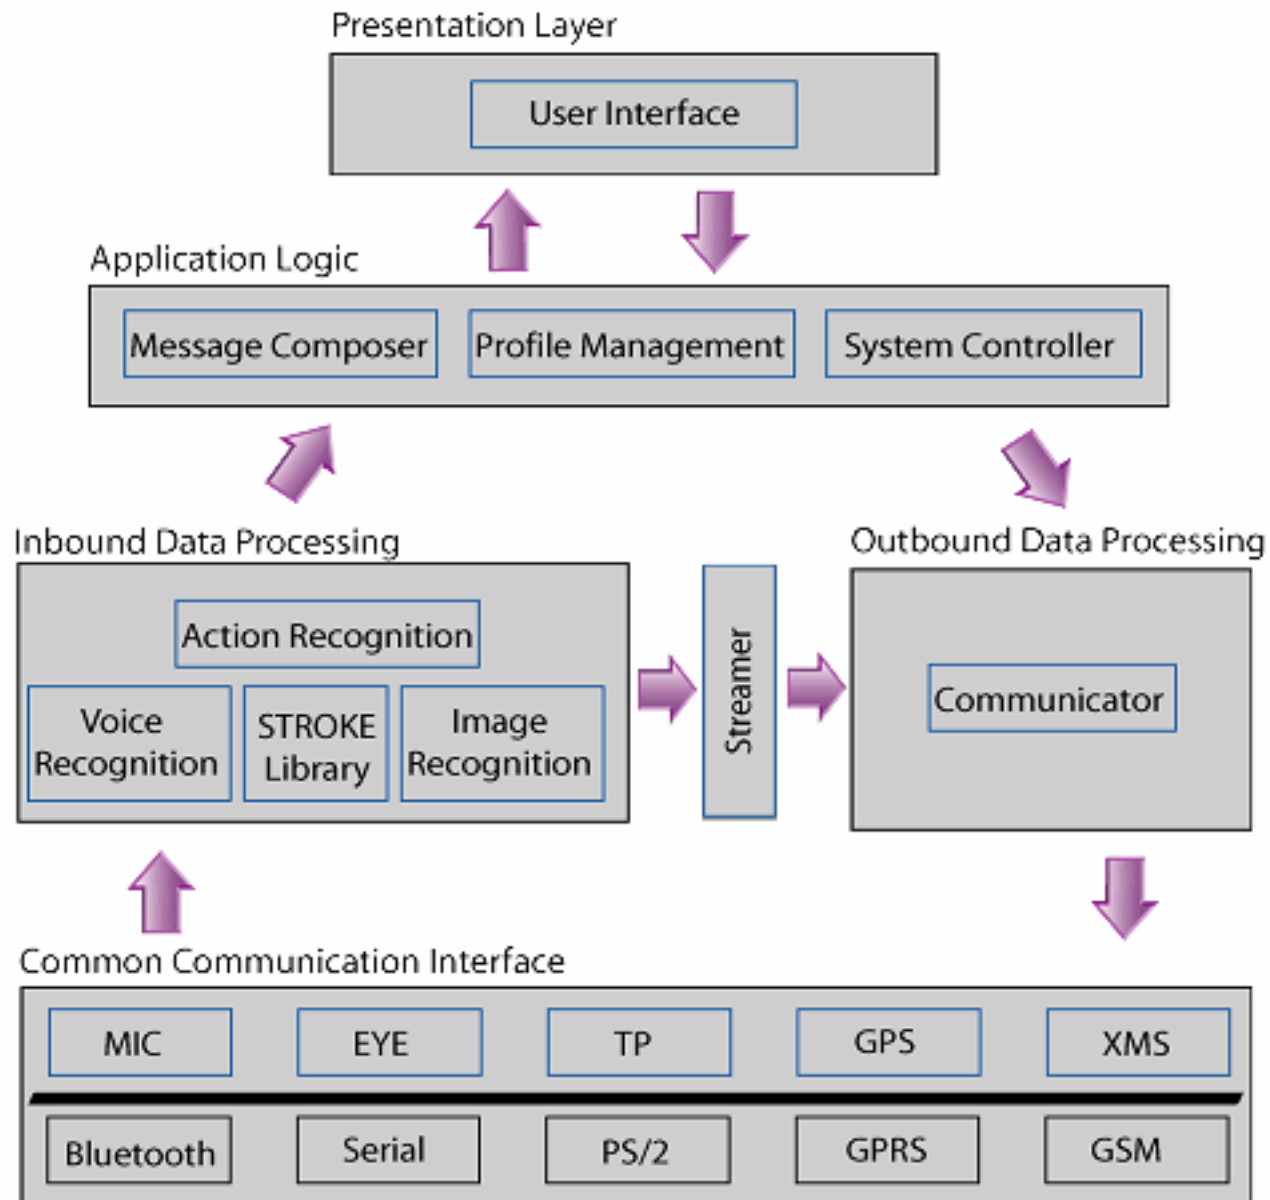 Presentation Layer
User Interface
Application Logic
Message Composer
Profile Management
System Controller
Inbound Data Processing
Action Recognition
Voice
Recognition
STROKE
Library
Image
Recognition
Streamer
Outbound Data Processing
Communicator
Common Communication Interface
MIC
EYE
TP
GPS
XMS
Bluetooth
Serial
PS/2
GPRS
GSM